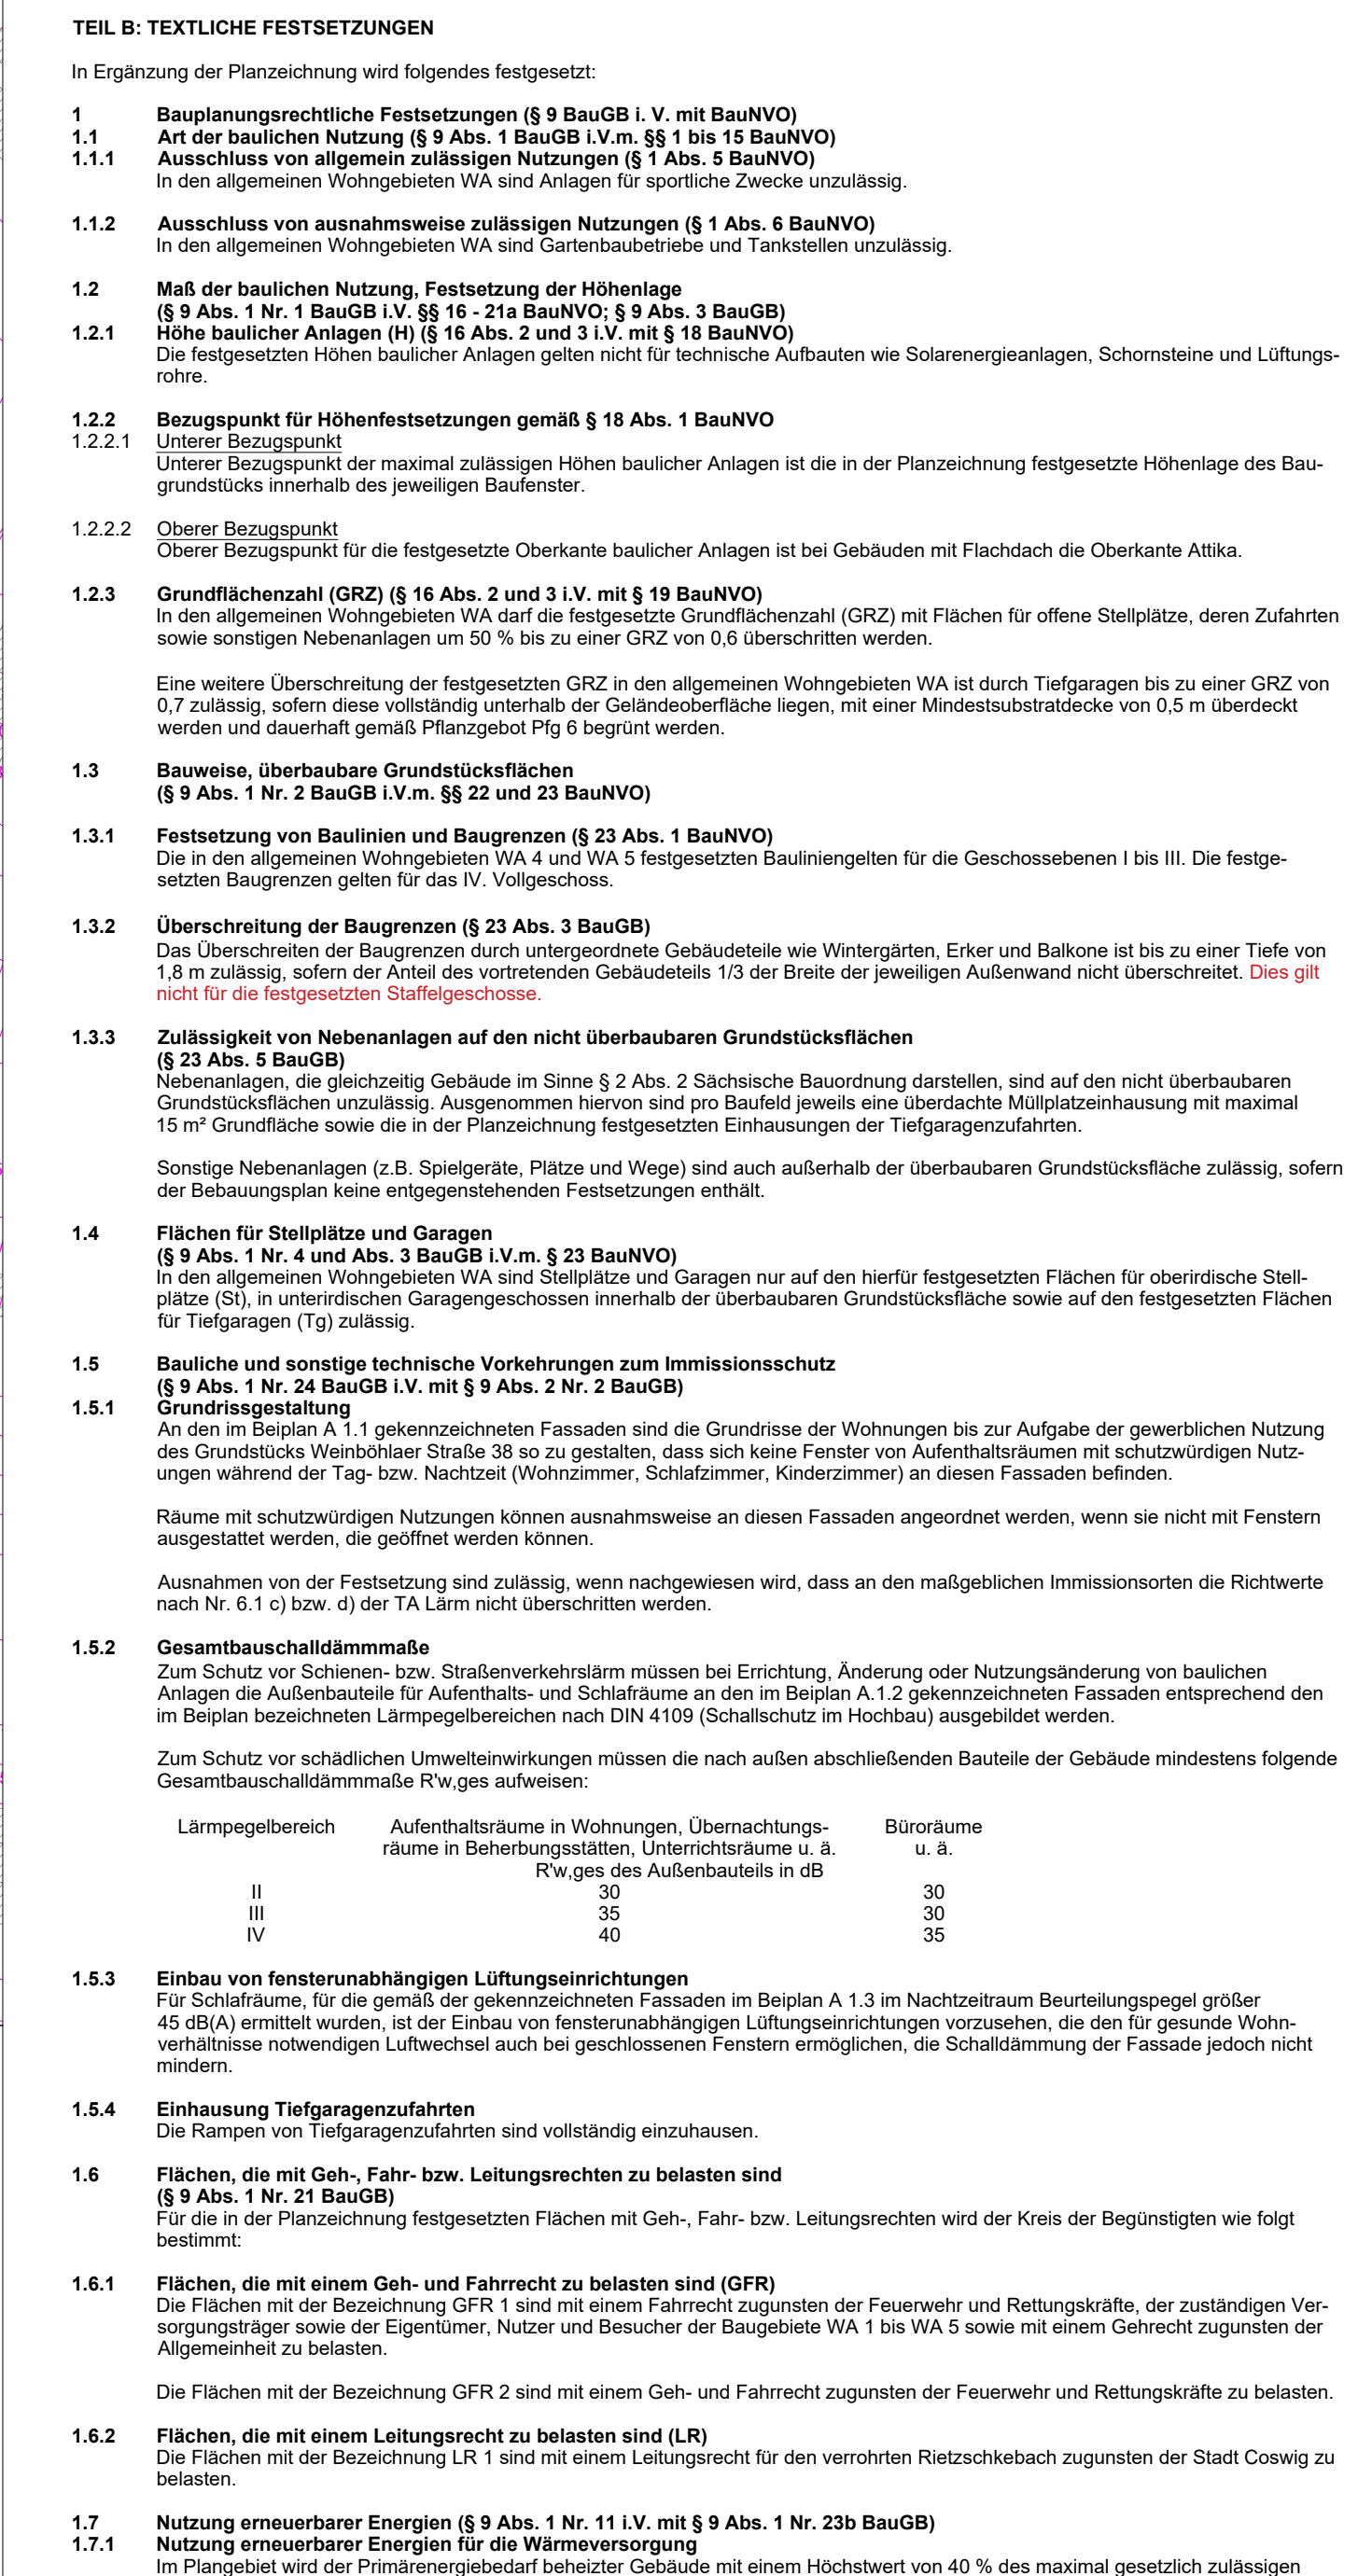 TEIL B: TEXTLICHE FESTSETZUNGEN
In Ergänzung der Planzeichnung wird folgendes festgesetzt:
1 Bauplanungsrechtliche Festsetzungen (§ 9 BauGB i. V. mit BauNVO)
1.1 Art der baulichen Nutzung (§ 9 Abs. 1 BauGB i.V.m. §§ 1 bis 15 BauNVO)
1.1.1 Ausschluss von allgemein zulässigen Nutzungen (§ 1 Abs. 5 BauNVO)
In den allgemeinen Wohngebieten WA sind Anlagen für sportliche Zwecke unzulässig.
1.1.2 Ausschluss von ausnahmsweise zulässigen Nutzungen (§ 1 Abs. 6 BauNVO)
In den allgemeinen Wohngebieten WA sind Gartenbaubetriebe und Tankstellen unzulässig.
1.2 Maß der baulichen Nutzung, Festsetzung der Höhenlage
(§ 9 Abs. 1 Nr. 1 BauGB i.V. §§ 16 - 21a BauNVO; § 9 Abs. 3 BauGB)
1.2.1 Höhe baulicher Anlagen (H) (§ 16 Abs. 2 und 3 i.V. mit § 18 BauNVO)
Die festgesetzten Höhen baulicher Anlagen gelten nicht für technische Aufbauten wie Solarenergieanlagen, Schornsteine und Lüftungs-
rohre.
1.2.2 Bezugspunkt für Höhenfestsetzungen gemäß § 18 Abs. 1 BauNVO
1.2.2.1 Unterer Bezugspunkt
Unterer Bezugspunkt der maximal zulässigen Höhen baulicher Anlagen ist die in der Planzeichnung festgesetzte Höhenlage des Bau-
grundstücks innerhalb des jeweiligen Baufenster.
1.2.2.2 Oberer Bezugspunkt
Oberer Bezugspunkt für die festgesetzte Oberkante baulicher Anlagen ist bei Gebäuden mit Flachdach die Oberkante Attika.
1.2.3 Grundflächenzahl (GRZ) (§ 16 Abs. 2 und 3 i.V. mit § 19 BauNVO)
In den allgemeinen Wohngebieten WA darf die festgesetzte Grundflächenzahl (GRZ) mit Flächen für offene Stellplätze, deren Zufahrten
sowie sonstigen Nebenanlagen um 50 % bis zu einer GRZ von 0,6 überschritten werden.
Eine weitere Überschreitung der festgesetzten GRZ in den allgemeinen Wohngebieten WA ist durch Tiefgaragen bis zu einer GRZ von
0,7 zulässig, sofern diese vollständig unterhalb der Geländeoberfläche liegen, mit einer Mindestsubstratdecke von 0,5 m überdeckt
werden und dauerhaft gemäß Pflanzgebot Pfg 6 begrünt werden.
1.3 Bauweise, überbaubare Grundstücksflächen
(§ 9 Abs. 1 Nr. 2 BauGB i.V.m. §§ 22 und 23 BauNVO)
1.3.1 Festsetzung von Baulinien und Baugrenzen (§ 23 Abs. 1 BauNVO)
Die in den allgemeinen Wohngebieten WA 4 und WA 5 festgesetzten Bauliniengelten für die Geschossebenen I bis III. Die festge-
setzten Baugrenzen gelten für das IV. Vollgeschoss.
1.3.2 Überschreitung der Baugrenzen (§ 23 Abs. 3 BauGB)
Das Überschreiten der Baugrenzen durch untergeordnete Gebäudeteile wie Wintergärten, Erker und Balkone ist bis zu einer Tiefe von
1,8 m zulässig, sofern der Anteil des vortretenden Gebäudeteils 1/3 der Breite der jeweiligen Außenwand nicht überschreitet. Dies gilt
nicht für die festgesetzten Staffelgeschosse.
1.3.3 Zulässigkeit von Nebenanlagen auf den nicht überbaubaren Grundstücksflächen
(§ 23 Abs. 5 BauGB)
Nebenanlagen, die gleichzeitig Gebäude im Sinne § 2 Abs. 2 Sächsische Bauordnung darstellen, sind auf den nicht überbaubaren
Grundstücksflächen unzulässig. Ausgenommen hiervon sind pro Baufeld jeweils eine überdachte Müllplatzeinhausung mit maximal
15 m² Grundfläche sowie die in der Planzeichnung festgesetzten Einhausungen der Tiefgaragenzufahrten.
Sonstige Nebenanlagen (z.B. Spielgeräte, Plätze und Wege) sind auch außerhalb der überbaubaren Grundstücksfläche zulässig, sofern
der Bebauungsplan keine entgegenstehenden Festsetzungen enthält.
1.4 Flächen für Stellplätze und Garagen
(§ 9 Abs. 1 Nr. 4 und Abs. 3 BauGB i.V.m. § 23 BauNVO)
In den allgemeinen Wohngebieten WA sind Stellplätze und Garagen nur auf den hierfür festgesetzten Flächen für oberirdische Stell-
plätze (St), in unterirdischen Garagengeschossen innerhalb der überbaubaren Grundstücksfläche sowie auf den festgesetzten Flächen
für Tiefgaragen (Tg) zulässig.
1.5 Bauliche und sonstige technische Vorkehrungen zum Immissionsschutz
(§ 9 Abs. 1 Nr. 24 BauGB i.V. mit § 9 Abs. 2 Nr. 2 BauGB)
1.5.1 Grundrissgestaltung
An den im Beiplan A 1.1 gekennzeichneten Fassaden sind die Grundrisse der Wohnungen bis zur Aufgabe der gewerblichen Nutzung
des Grundstücks Weinböhlaer Straße 38 so zu gestalten, dass sich keine Fenster von Aufenthaltsräumen mit schutzwürdigen Nutz-
ungen während der Tag- bzw. Nachtzeit (Wohnzimmer, Schlafzimmer, Kinderzimmer) an diesen Fassaden befinden.
Räume mit schutzwürdigen Nutzungen können ausnahmsweise an diesen Fassaden angeordnet werden, wenn sie nicht mit Fenstern
ausgestattet werden, die geöffnet werden können.
Ausnahmen von der Festsetzung sind zulässig, wenn nachgewiesen wird, dass an den maßgeblichen Immissionsorten die Richtwerte
nach Nr. 6.1 c) bzw. d) der TA Lärm nicht überschritten werden.
1.5.2 Gesamtbauschalldämmmaße
Zum Schutz vor Schienen- bzw. Straßenverkehrslärm müssen bei Errichtung, Änderung oder Nutzungsänderung von baulichen
Anlagen die Außenbauteile für Aufenthalts- und Schlafräume an den im Beiplan A.1.2 gekennzeichneten Fassaden entsprechend den
im Beiplan bezeichneten Lärmpegelbereichen nach DIN 4109 (Schallschutz im Hochbau) ausgebildet werden.
Zum Schutz vor schädlichen Umwelteinwirkungen müssen die nach außen abschließenden Bauteile der Gebäude mindestens folgende
Gesamtbauschalldämmmaße R'w,ges aufweisen:
Lärmpegelbereich Aufenthaltsräume in Wohnungen, Übernachtungs- Büroräume
räume in Beherbungsstätten, Unterrichtsräume u. ä. u. ä.
R'w,ges des Außenbauteils in dB
II 30 30
III 35 30
IV 40 35
1.5.3 Einbau von fensterunabhängigen Lüftungseinrichtungen
Für Schlafräume, für die gemäß der gekennzeichneten Fassaden im Beiplan A 1.3 im Nachtzeitraum Beurteilungspegel größer
45 dB(A) ermittelt wurden, ist der Einbau von fensterunabhängigen Lüftungseinrichtungen vorzusehen, die den für gesunde Wohn-
verhältnisse notwendigen Luftwechsel auch bei geschlossenen Fenstern ermöglichen, die Schalldämmung der Fassade jedoch nicht
mindern.
1.5.4 Einhausung Tiefgaragenzufahrten
Die Rampen von Tiefgaragenzufahrten sind vollständig einzuhausen.
1.6 Flächen, die mit Geh-, Fahr- bzw. Leitungsrechten zu belasten sind
(§ 9 Abs. 1 Nr. 21 BauGB)
Für die in der Planzeichnung festgesetzten Flächen mit Geh-, Fahr- bzw. Leitungsrechten wird der Kreis der Begünstigten wie folgt
bestimmt:
1.6.1 Flächen, die mit einem Geh- und Fahrrecht zu belasten sind (GFR)
Die Flächen mit der Bezeichnung GFR 1 sind mit einem Fahrrecht zugunsten der Feuerwehr und Rettungskräfte, der zuständigen Ver-
sorgungsträger sowie der Eigentümer, Nutzer und Besucher der Baugebiete WA 1 bis WA 5 sowie mit einem Gehrecht zugunsten der
Allgemeinheit zu belasten.
Die Flächen mit der Bezeichnung GFR 2 sind mit einem Geh- und Fahrrecht zugunsten der Feuerwehr und Rettungskräfte zu belasten.
1.6.2 Flächen, die mit einem Leitungsrecht zu belasten sind (LR)
Die Flächen mit der Bezeichnung LR 1 sind mit einem Leitungsrecht für den verrohrten Rietzschkebach zugunsten der Stadt Coswig zu
belasten.
1.7 Nutzung erneuerbarer Energien (§ 9 Abs. 1 Nr. 11 i.V. mit § 9 Abs. 1 Nr. 23b BauGB)
1.7.1 Nutzung erneuerbarer Energien für die Wärmeversorgung
Im Plangebiet wird der Primärenergiebedarf beheizter Gebäude mit einem Höchstwert von 40 % des maximal gesetzlich zulässigen